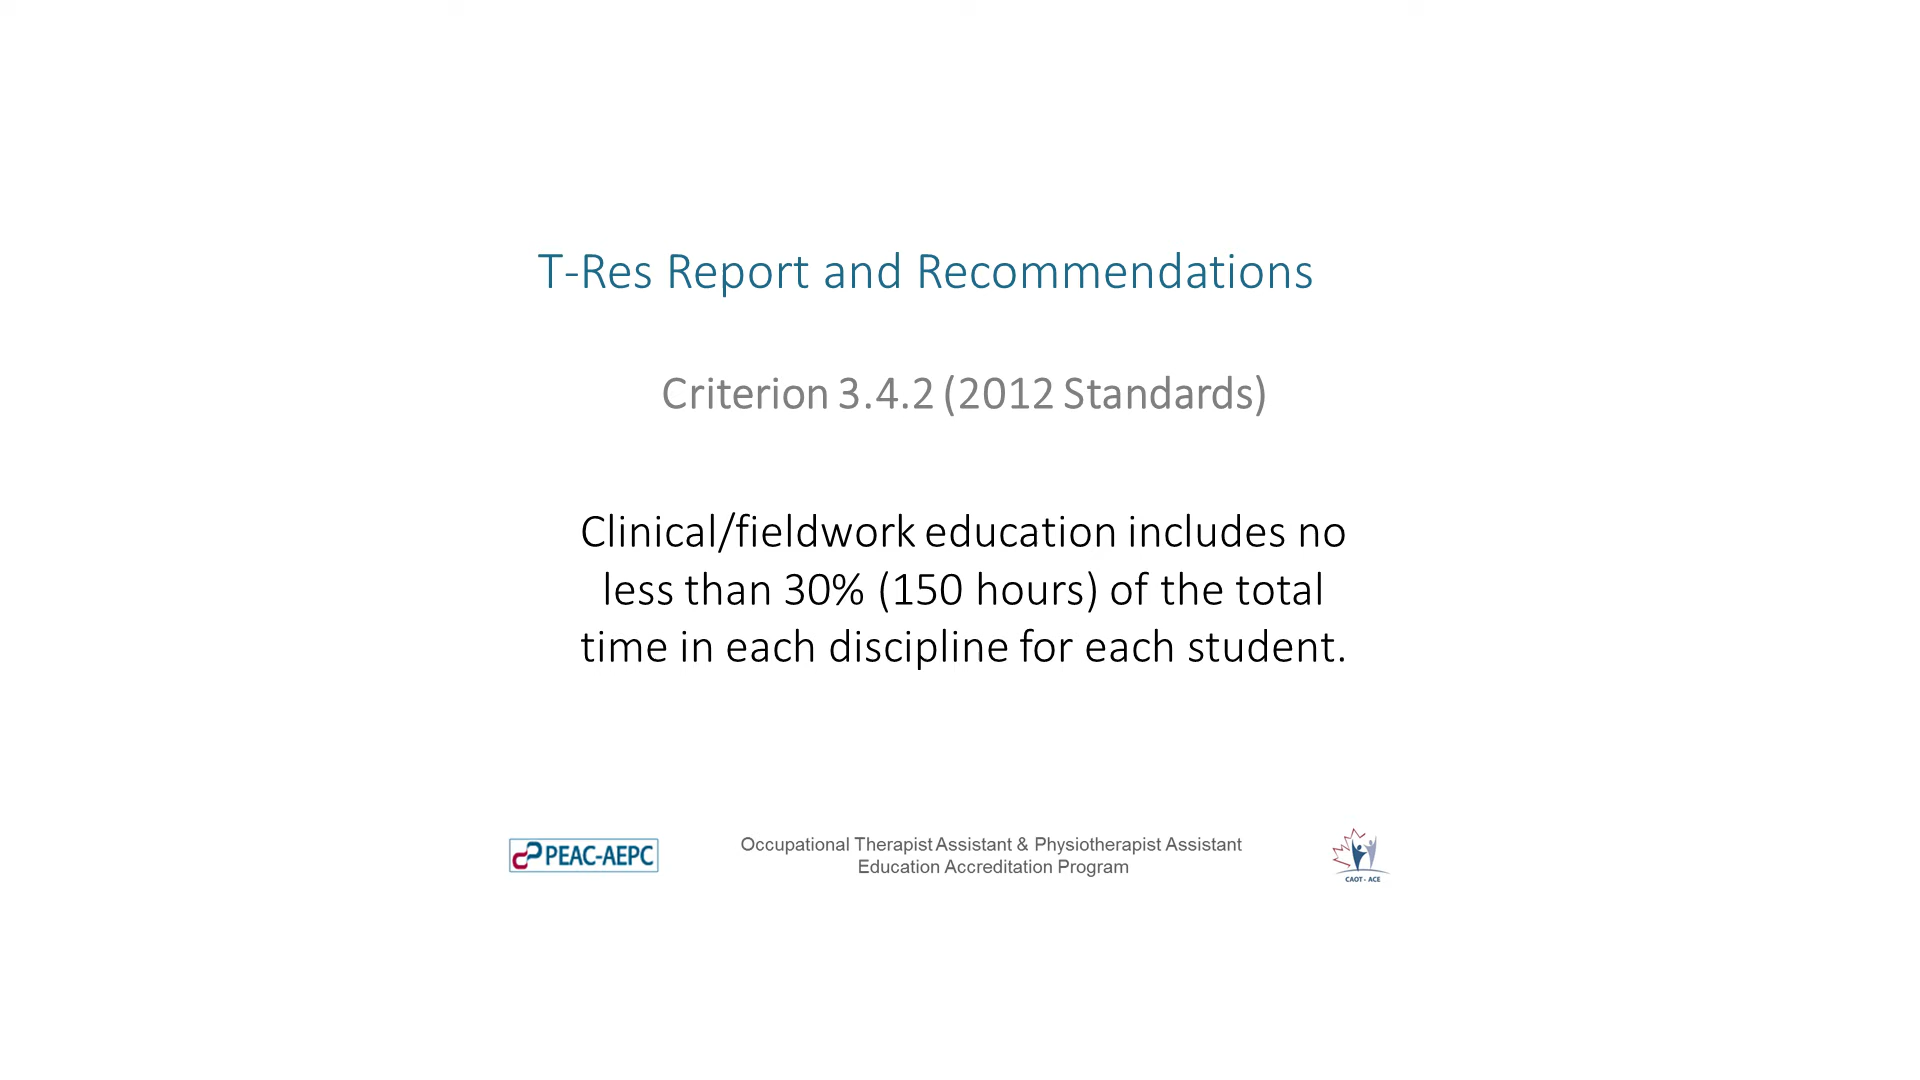 T-Res Report and Recommendations
Criterion 3.4.2 (2012 Standards)
Clinical/fieldwork education includes no
less than 30% (150 hours) of the total
time in each discipline for each student.
PEAC-AEPC
Occupational Therapist Assistant & Physiotherapist Assistant
Education Accreditation Program
CAOT - ACE